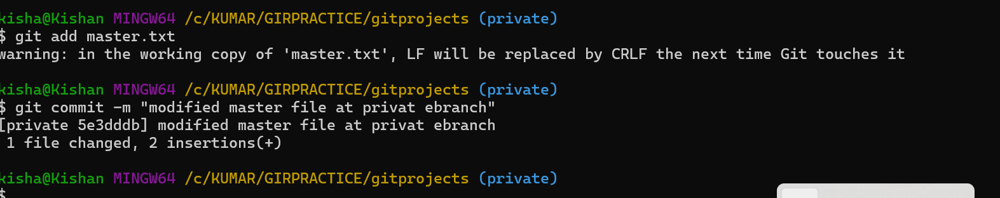 kisha@Kishan MINGW64 /c/KUMAR/GIRPRACTICE/gitprojects (private)
$ git add master.txt
warning: in the working copy of 'master.txt', LF will be replaced by CRLF the next time Git touches it
kisha@Kishan MINGW64 /c/KUMAR/GIRPRACTICE/gitprojects (private)
$ git commit -m "modified master file at privat ebranch"
[private 5e3dddb] modified master file at privat ebranch
1 file changed, 2 insertions(+)
kisha@Kishan MINGW64 /c/KUMAR/GIRPRACTICE/gitprojects (private)
$